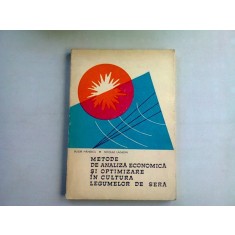 METODE
DE ANALIZĂ ECONOMICĂ
ȘI OPTIMIZARE
ÎN CULTURA
LEGUMELOR DE SERĂ